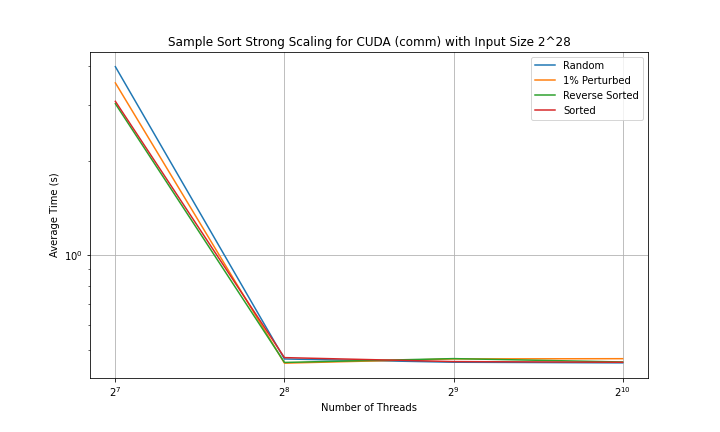 Sample Sort Strong Scaling for CUDA (comm) with Input Size 2^28
Random
1% Perturbed
Reverse Sorted
Sorted
Average Time (s)
10⁰
2⁷ 2⁸ 2⁹ 2¹⁰
Number of Threads